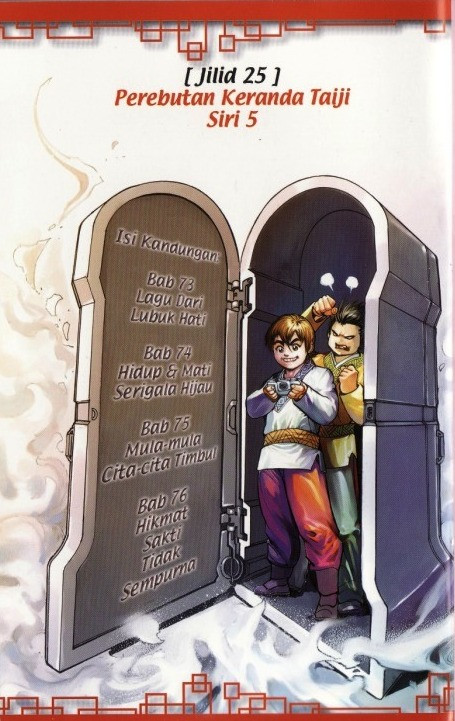 [ Jilid 25 ]
Perebutan Keranda Taiji
Siri 5
Isi Kandungan:
Bab 73
Lagu Dari
Lubuk Hati
Bab 74
Hidup & Mati
Serigala Hijau
Bab 75
Mula-mula
Cita-cita Timbul
Bab 76
Hikmat
Sakti
Tidak
Sempurna